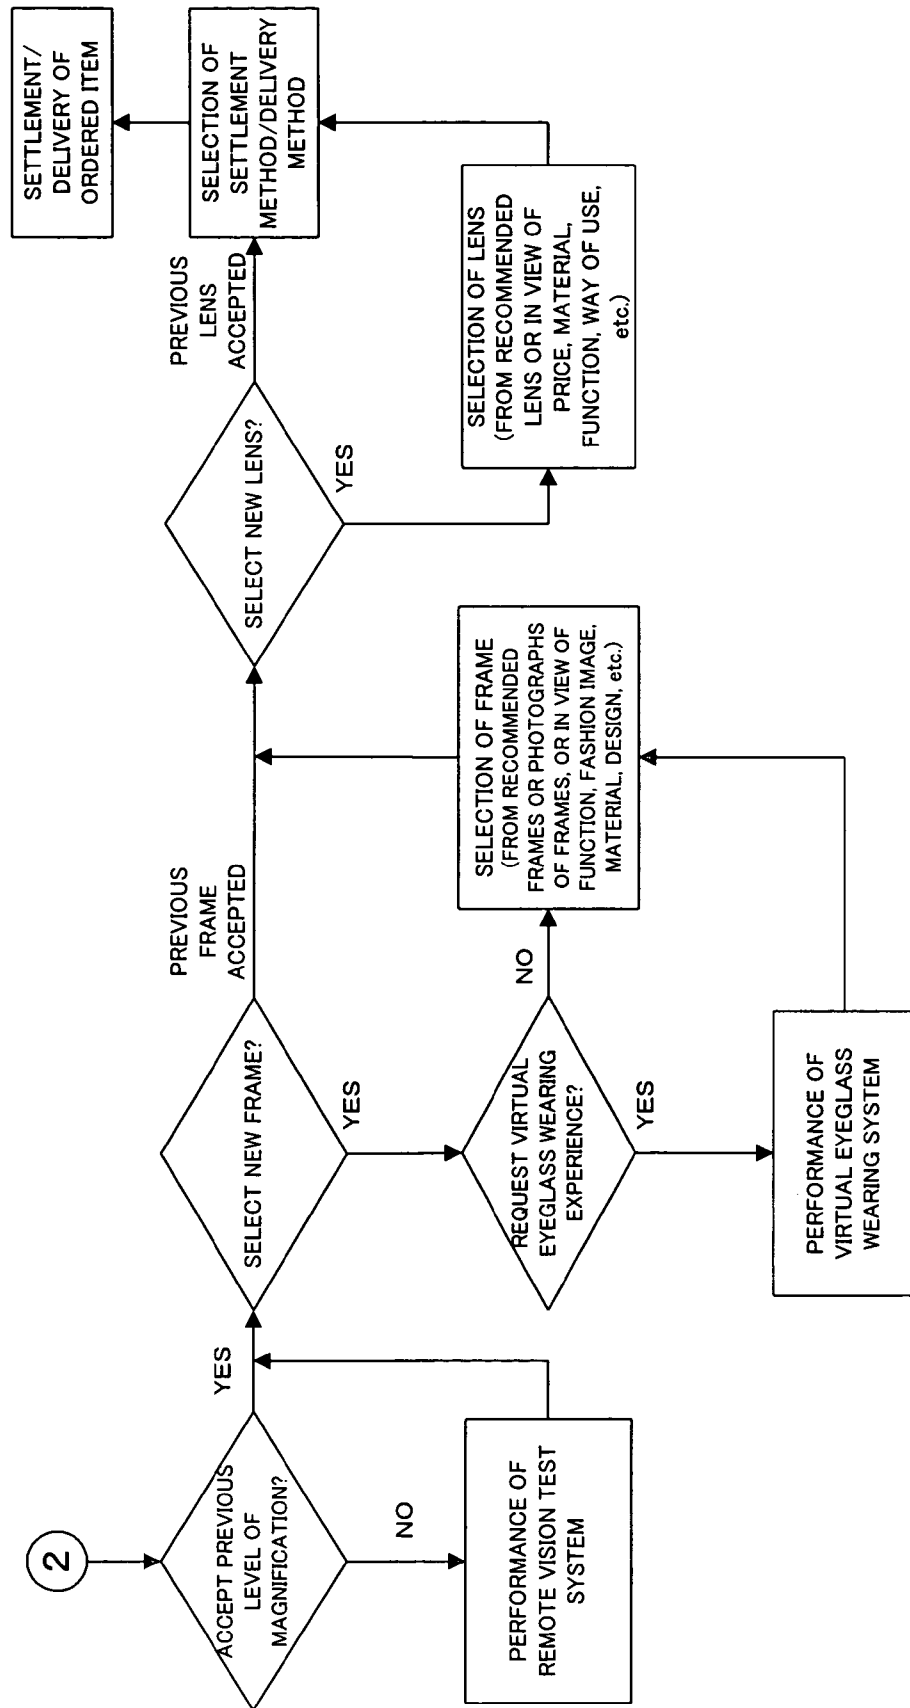 2
ACCEPT PREVIOUS
LEVEL OF
MAGNIFICATION?
YES
NO
PERFORMANCE OF
REMOTE VISION TEST
SYSTEM
SELECT NEW FRAME?
YES
PREVIOUS
FRAME
ACCEPTED
REQUEST VIRTUAL
EYEGLASS WEARING
EXPERIENCE?
NO
YES
PERFORMANCE OF
VIRTUAL EYEGLASS
WEARING SYSTEM
SELECTION OF FRAME
(FROM RECOMMENDED
FRAMES OR PHOTOGRAPHS
OF FRAMES, OR IN VIEW OF
FUNCTION, FASHION IMAGE,
MATERIAL, DESIGN, etc.)
SELECT NEW LENS?
YES
PREVIOUS
LENS
ACCEPTED
SELECTION OF LENS
(FROM RECOMMENDED
LENS OR IN VIEW OF
PRICE, MATERIAL,
FUNCTION, WAY OF USE,
etc.)
SELECTION OF
SETTLEMENT
METHOD/DELIVERY
METHOD
SETTLEMENT/
DELIVERY OF
ORDERED ITEM